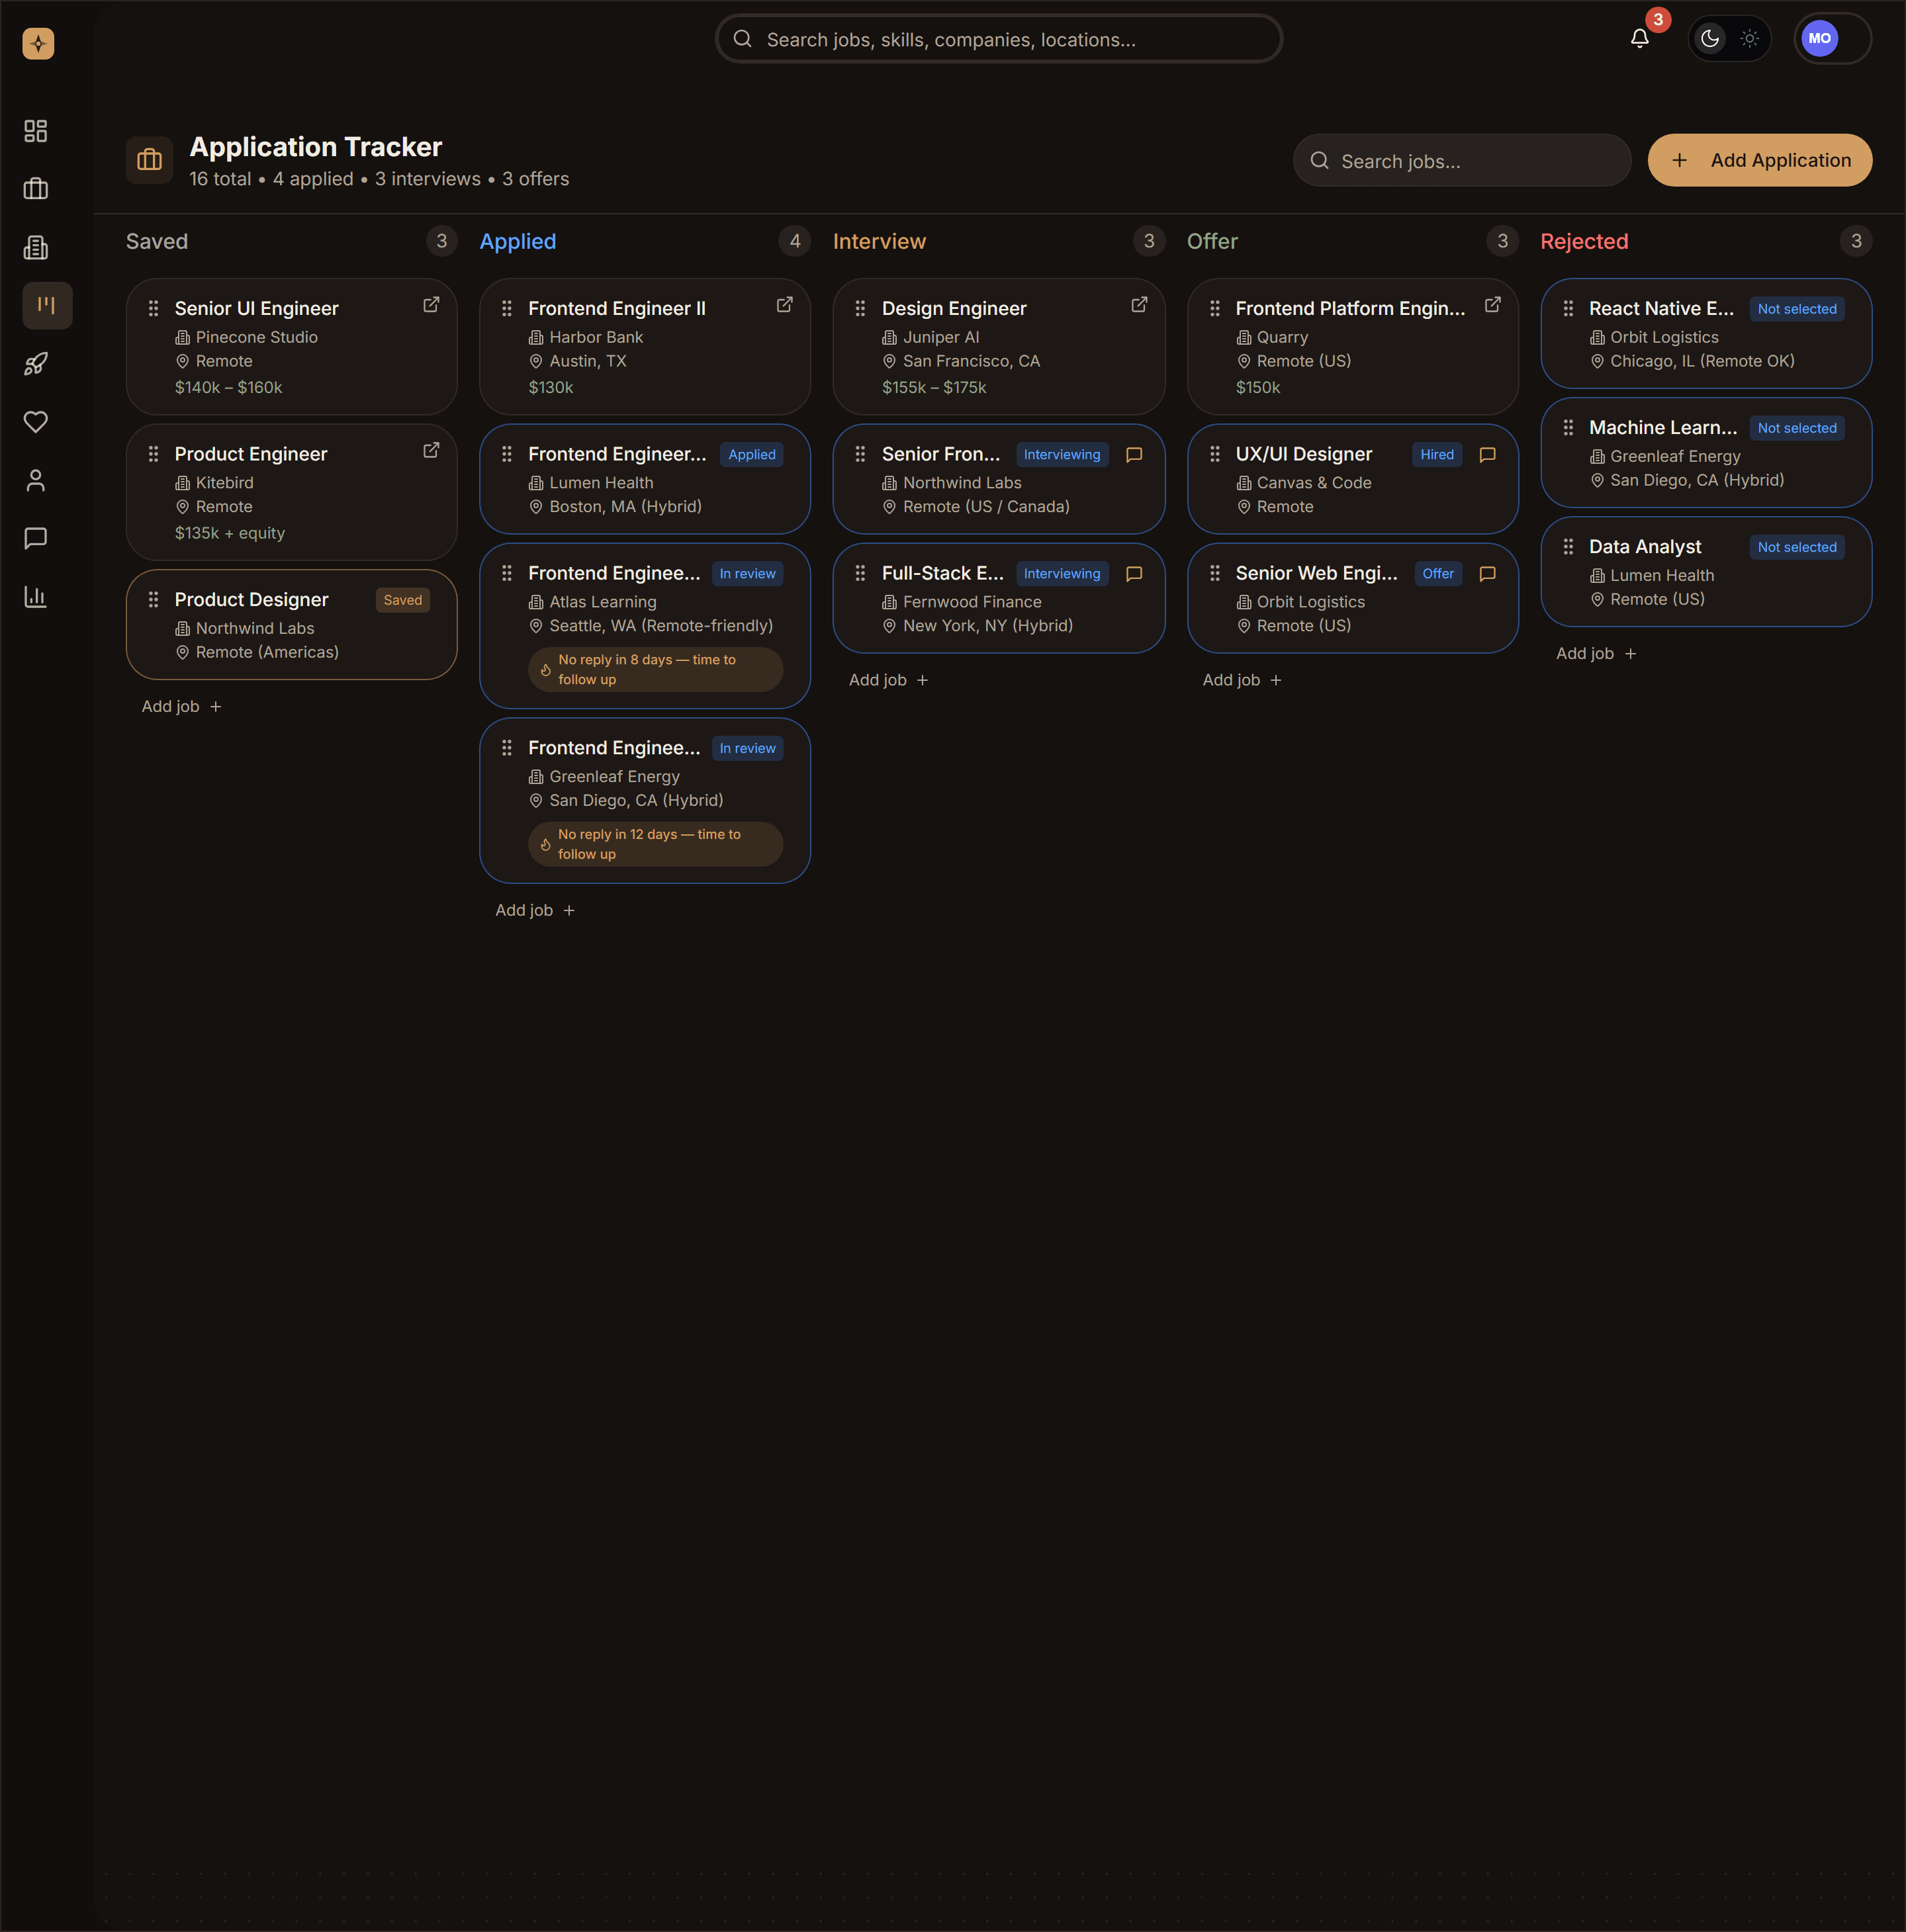 Search jobs, skills, companies, locations...
3
MO
Application Tracker
16 total • 4 applied • 3 interviews • 3 offers
Search jobs...
Add Application
Saved
3
Senior UI Engineer
Pinecone Studio
Remote
$140k – $160k
Product Engineer
Kitebird
Remote
$135k + equity
Product Designer
Saved
Northwind Labs
Remote (Americas)
Add job
Applied
4
Frontend Engineer II
Harbor Bank
Austin, TX
$130k
Frontend Engineer...
Applied
Lumen Health
Boston, MA (Hybrid)
Frontend Enginee...
In review
Atlas Learning
Seattle, WA (Remote-friendly)
No reply in 8 days — time to
follow up
Frontend Enginee...
In review
Greenleaf Energy
San Diego, CA (Hybrid)
No reply in 12 days — time to
follow up
Add job
Interview
3
Design Engineer
Juniper AI
San Francisco, CA
$155k – $175k
Senior Fron...
Interviewing
Northwind Labs
Remote (US / Canada)
Full-Stack E...
Interviewing
Fernwood Finance
New York, NY (Hybrid)
Add job
Offer
3
Frontend Platform Engin...
Quarry
Remote (US)
$150k
UX/UI Designer
Hired
Canvas & Code
Remote
Senior Web Engi...
Offer
Orbit Logistics
Remote (US)
Add job
Rejected
3
React Native E...
Not selected
Orbit Logistics
Chicago, IL (Remote OK)
Machine Learn...
Not selected
Greenleaf Energy
San Diego, CA (Hybrid)
Data Analyst
Not selected
Lumen Health
Remote (US)
Add job